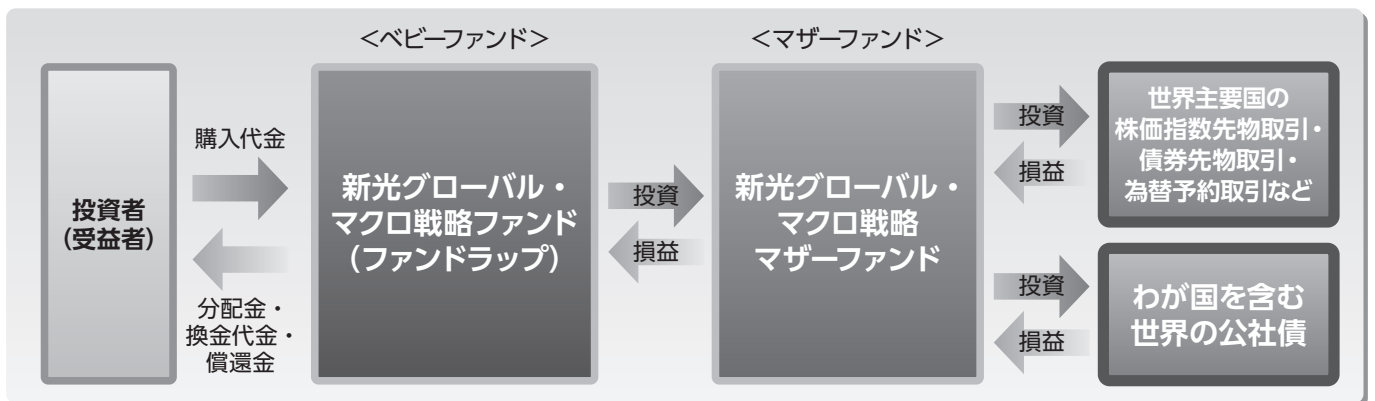 <ベビーファンド>
<マザーファンド>
投資者
(受益者)
購入代金
分配金・
換金代金・
償還金
新光グローバル・
マクロ戦略ファンド
(ファンドラップ)
投資
損益
新光グローバル・
マクロ戦略
マザーファンド
投資
損益
世界主要国の
株価指数先物取引・
債券先物取引・
為替予約取引など
投資
損益
わが国を含む
世界の公社債